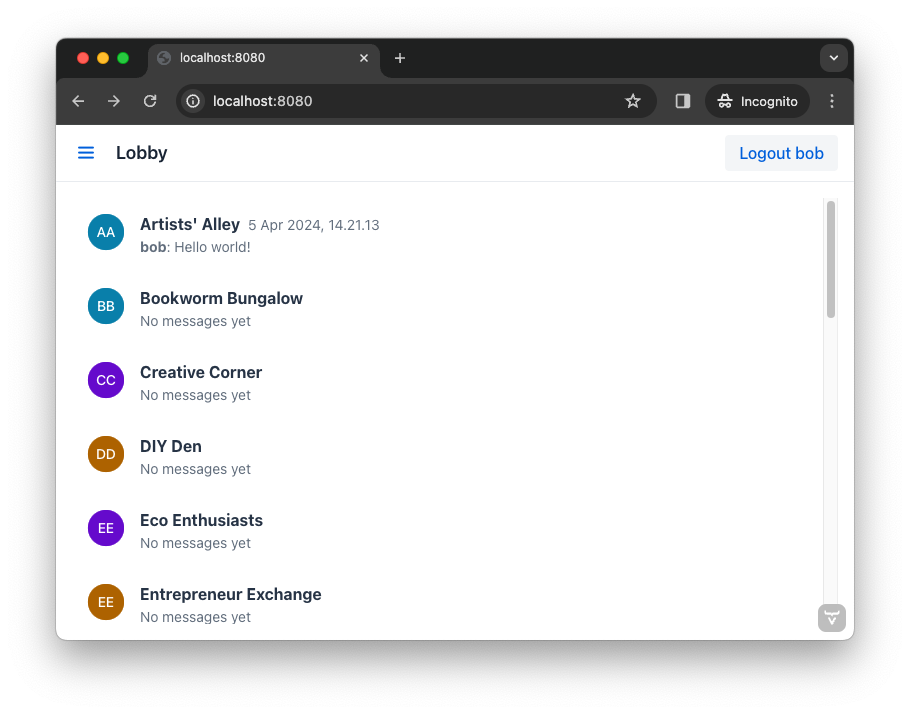 localhost:8080
localhost:8080
Incognito
Lobby
Logout bob
AA
Artists' Alley 5 Apr 2024, 14.21.13
bob: Hello world!
BB
Bookworm Bungalow
No messages yet
CC
Creative Corner
No messages yet
DD
DIY Den
No messages yet
EE
Eco Enthusiasts
No messages yet
EE
Entrepreneur Exchange
No messages yet